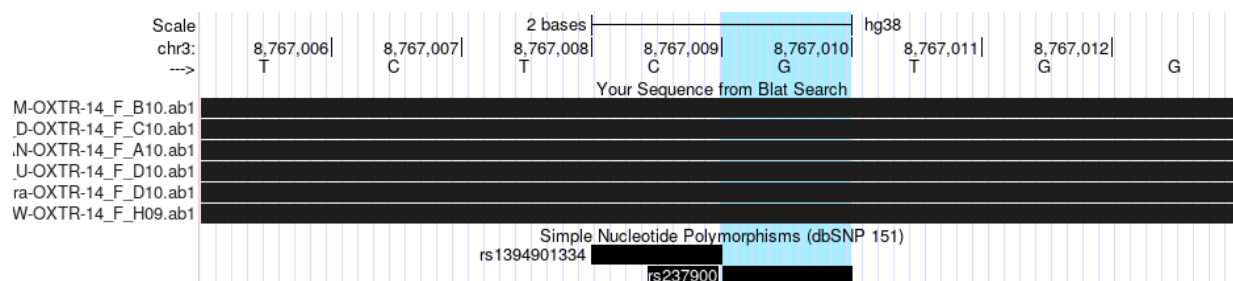 Scale 2 bases hg38
chr3: 8,767,006 8,767,007 8,767,008 8,767,009 8,767,010 8,767,011 8,767,012
---> T C T C G T G G
Your Sequence from Blat Search
M-OXTR-14_F_B10.ab1
_D-OXTR-14_F_C10.ab1
N-OXTR-14_F_A10.ab1
_U-OXTR-14_F_D10.ab1
ra-OXTR-14_F_D10.ab1
W-OXTR-14_F_H09.ab1
Simple Nucleotide Polymorphisms (dbSNP 151)
rs1394901334
rs237900